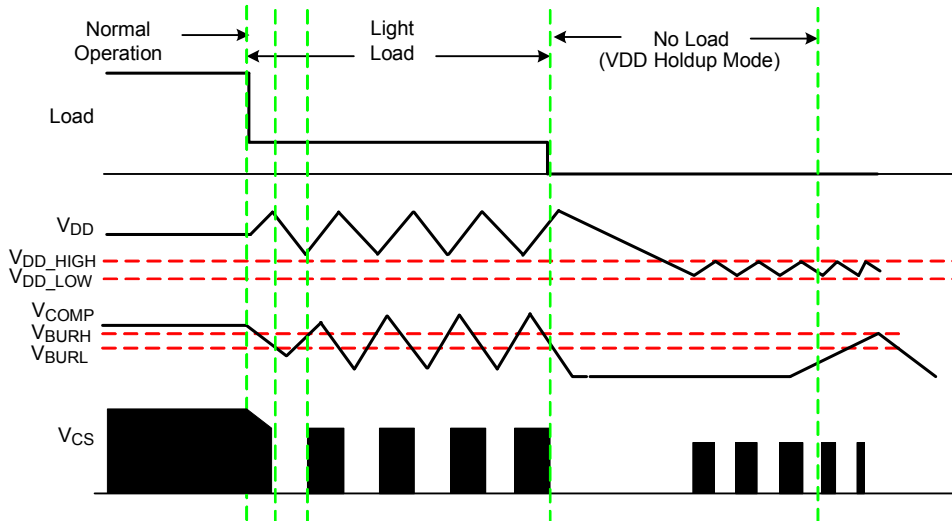 Normal
Operation
Light
Load
No Load
(VDD Holdup Mode)
Load
VDD
VDD_HIGH
VDD_LOW
VCOMP
VBURH
VBURL
VCS